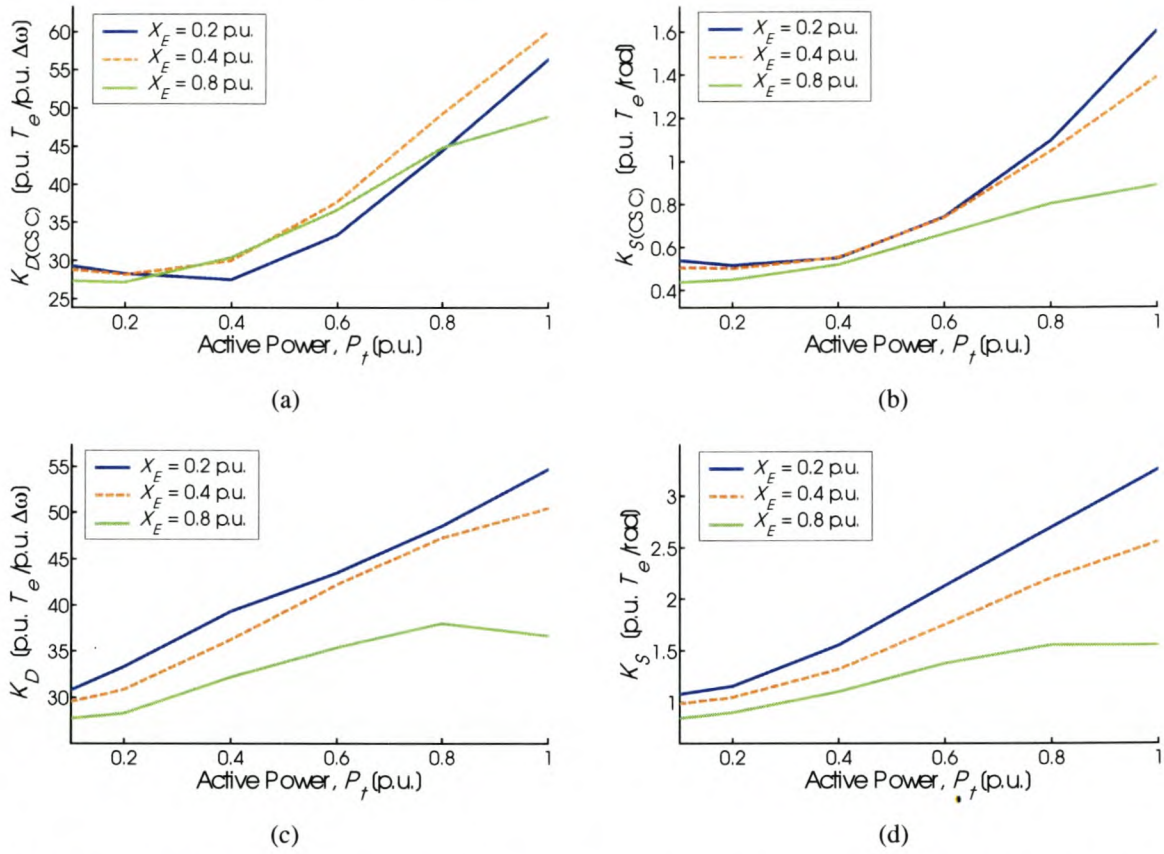 X_E = 0.2 p.u.
X_E = 0.4 p.u.
X_E = 0.8 p.u.
K_D(CSC) (p.u. T_e/p.u. Δω)
60
55
50
45
40
35
30
25
0.2 0.4 0.6 0.8 1
Active Power, P_t (p.u.)
(a)
X_E = 0.2 p.u.
X_E = 0.4 p.u.
X_E = 0.8 p.u.
K_S(CSC) (p.u. T_e/rad)
1.6
1.4
1.2
1
0.8
0.6
0.4
0.2 0.4 0.6 0.8 1
Active Power, P_t (p.u.)
(b)
X_E = 0.2 p.u.
X_E = 0.4 p.u.
X_E = 0.8 p.u.
K_D (p.u. T_e/p.u. Δω)
55
50
45
40
35
30
0.2 0.4 0.6 0.8 1
Active Power, P_t (p.u.)
(c)
X_E = 0.2 p.u.
X_E = 0.4 p.u.
X_E = 0.8 p.u.
K_S (p.u. T_e/rad)
3
2.5
2
1.5
1
0.2 0.4 0.6 0.8 1
Active Power, P_t (p.u.)
(d)